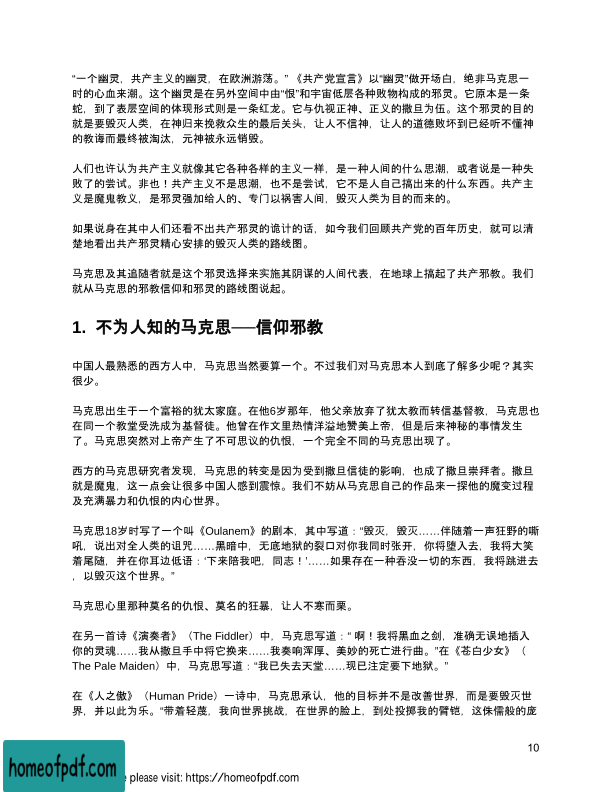 “一个幽灵，共产主义的幽灵，在欧洲游荡。” 《共产党宣言》以“幽灵”做开场白，绝非马克思一
时的心血来潮。这个幽灵是在另外空间中由“恨”和宇宙低层各种败物构成的邪灵。它原本是一条
蛇，到了表层空间的体现形式则是一条红龙。它与仇视正神、正义的撒旦为伍。这个邪灵的目的
就是要毁灭人类，在神归来挽救众生的最后关头，让人不信神，让人的道德败坏到已经听不懂神
的教诲而最终被淘汰，元神被永远销毁。
人们也许认为共产主义就像其它各种各样的主义一样，是一种人间的什么思潮，或者说是一种失
败了的尝试。非也！共产主义不是思潮，也不是尝试，它不是人自己搞出来的什么东西。共产主
义是魔鬼教义，是邪灵强加给人的、专门以祸害人间，毁灭人类为目的而来的。
如果说身在其中人们还看不出共产邪灵的诡计的话，如今我们回顾共产党的百年历史，就可以清
楚地看出共产邪灵精心安排的毁灭人类的路线图。
马克思及其追随者就是这个邪灵选择来实施其阴谋的人间代表，在地球上搞起了共产邪教。我们
就从马克思的邪教信仰和邪灵的路线图说起。
1. 不为人知的马克思──信仰邪教
中国人最熟悉的西方人中，马克思当然要算一个。不过我们对马克思本人到底了解多少呢？其实
很少。
马克思出生于一个富裕的犹太家庭。在他6岁那年，他父亲放弃了犹太教而转信基督教，马克思也
在同一个教堂受洗成为基督徒。他曾在作文里热情洋溢地赞美上帝，但是后来神秘的事情发生
了。马克思突然对上帝产生了不可思议的仇恨，一个完全不同的马克思出现了。
西方的马克思研究者发现，马克思的转变是因为受到撒旦信徒的影响，也成了撒旦崇拜者。撒旦
就是魔鬼，这一点会让很多中国人感到震惊。我们不妨从马克思自己的作品来一探他的魔变过程
及充满暴力和仇恨的内心世界。
马克思18岁时写了一个叫《Oulanem》的剧本，其中写道：“毁灭，毁灭……伴随着一声狂野的嘶
吼，说出对全人类的诅咒……黑暗中，无底地狱的裂口对你我同时张开，你将堕入去，我将大笑
着尾随，并在你耳边低语：‘下来陪我吧，同志！’……如果存在一种吞没一切的东西，我将跳进去
，以毁灭这个世界。”
马克思心里那种莫名的仇恨、莫名的狂暴，让人不寒而栗。
在另一首诗《演奏者》（The Fiddler）中，马克思写道：“ 啊！我将黑血之剑，准确无误地插入
你的灵魂……我从撒旦手中将它换来……我奏响浑厚、美妙的死亡进行曲。”在《苍白少女》（
The Pale Maiden）中，马克思写道：“我已失去天堂……现已注定要下地狱。”
在《人之傲》（Human Pride）一诗中，马克思承认，他的目标并不是改善世界，而是要毁灭世
界，并以此为乐。“带着轻蔑，我向世界挑战，在世界的脸上，到处投掷我的臂铠，这侏儒般的庞
10
homeofpdf.com
e please visit: https://homeofpdf.com